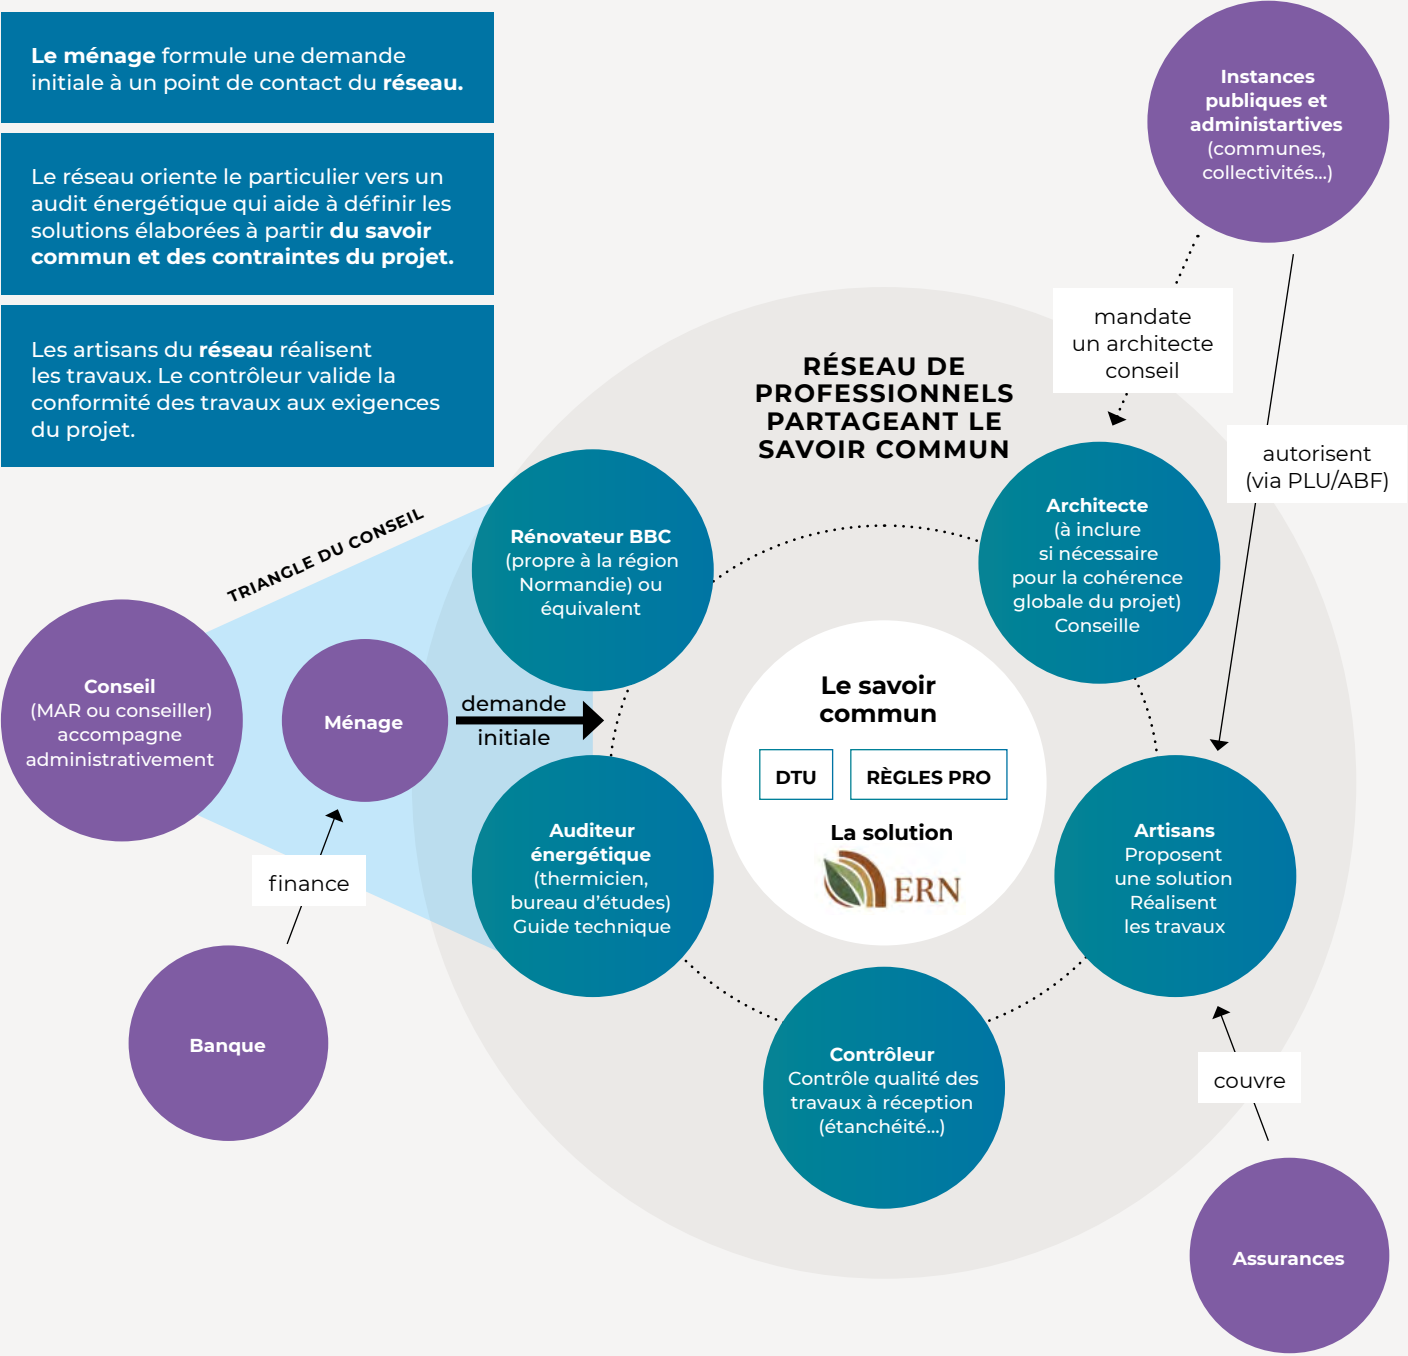 Le ménage formule une demande
initiale à un point de contact du réseau.
Le réseau oriente le particulier vers un
audit énergétique qui aide à définir les
solutions élaborées à partir du savoir
commun et des contraintes du projet.
Les artisans du réseau réalisent
les travaux. Le contrôleur valide la
conformité des travaux aux exigences
du projet.
Instances
publiques et
administartives
(communes,
collectivités...)
mandate
un architecte
conseil
autorisent
(via PLU/ABF)
RÉSEAU DE
PROFESSIONNELS
PARTAGEANT LE
SAVOIR COMMUN
TRIANGLE DU CONSEIL
Rénovateur BBC
(propre à la région
Normandie) ou
équivalent
Architecte
(à inclure
si nécessaire
pour la cohérence
globale du projet)
Conseille
Conseil
(MAR ou conseiller)
accompagne
administrativement
Ménage
demande
initiale
Le savoir
commun
DTU
RÈGLES PRO
La solution
ERN
Auditeur
énergétique
(thermicien,
bureau d'études)
Guide technique
Artisans
Proposent
une solution
Réalisent
les travaux
finance
Banque
Contrôleur
Contrôle qualité des
travaux à réception
(étanchéité...)
couvre
Assurances